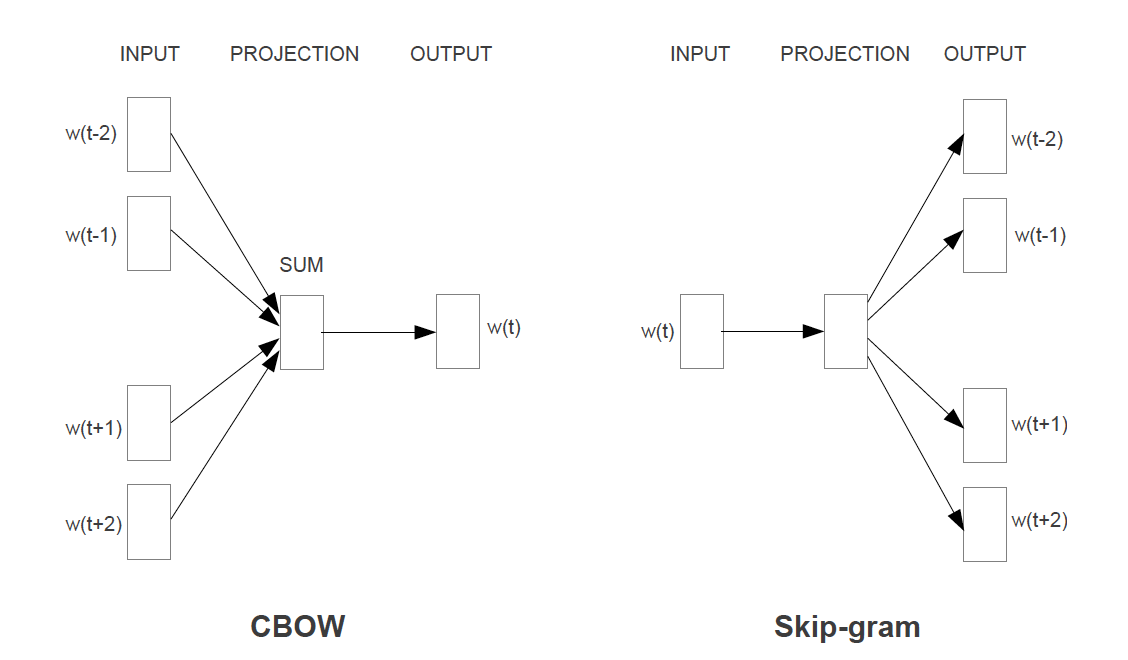 INPUT PROJECTION OUTPUT
w(t-2)
w(t-1)
SUM
w(t)
w(t+1)
w(t+2)
CBOW
INPUT PROJECTION OUTPUT
w(t-2)
w(t-1)
w(t)
w(t+1)
w(t+2)
Skip-gram